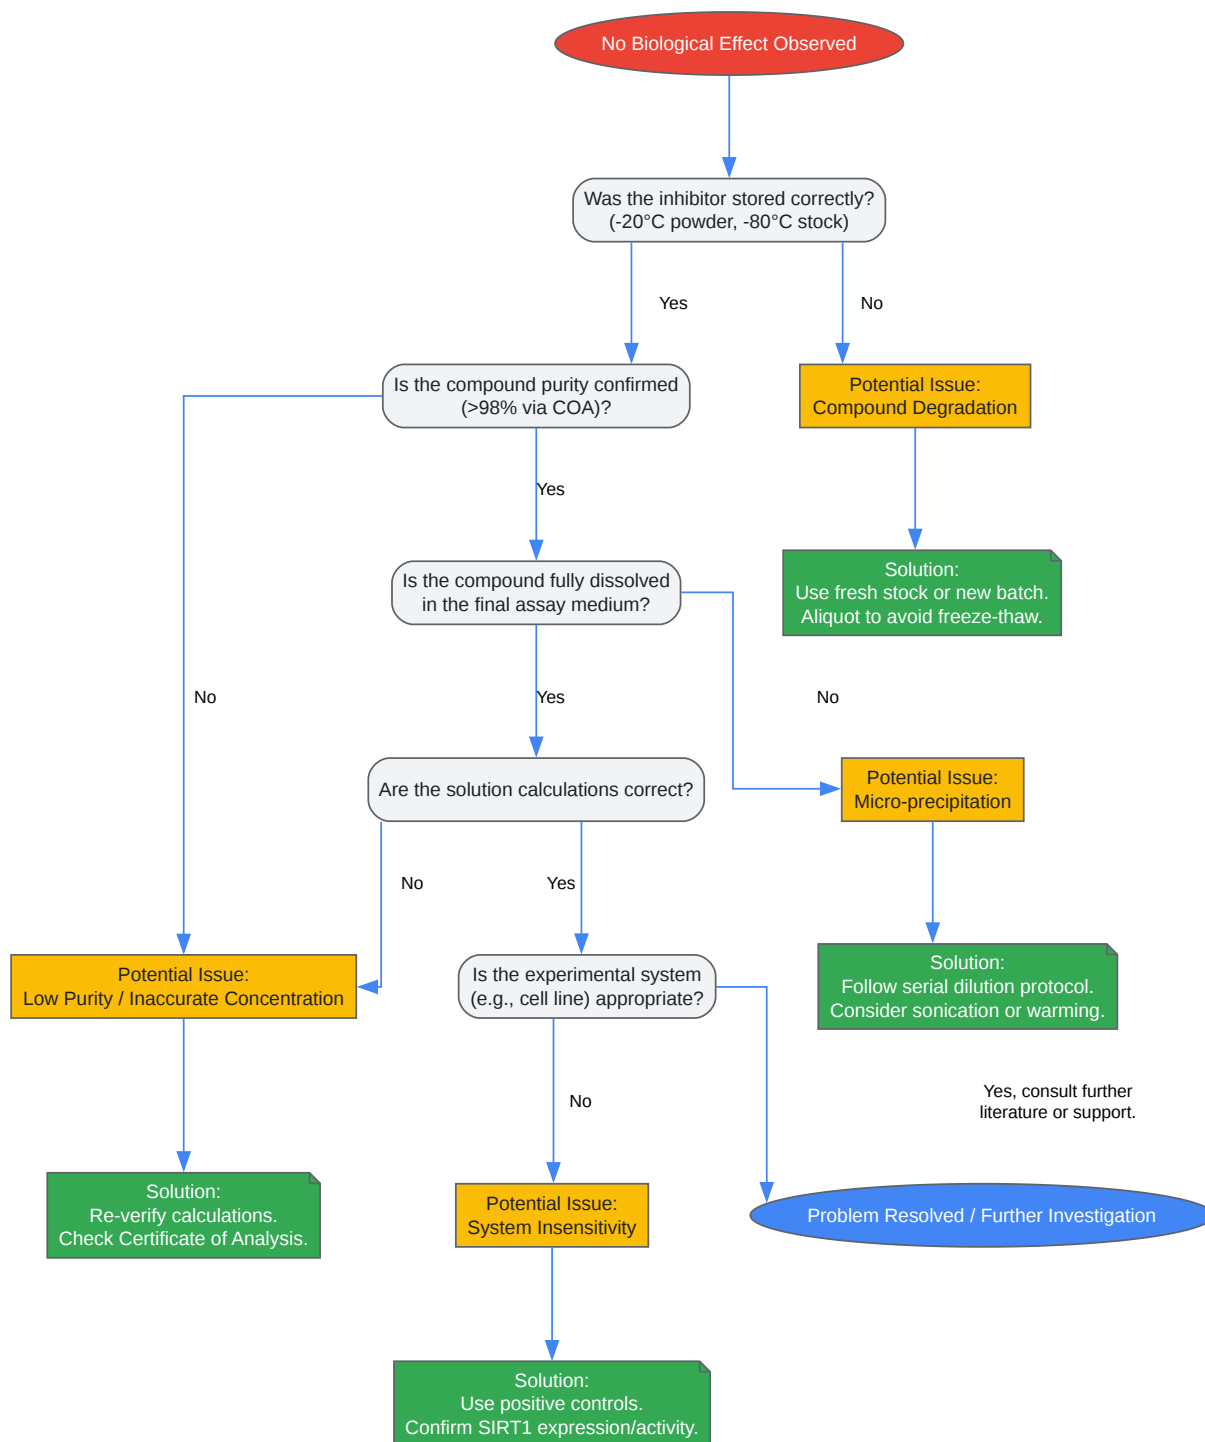 No Biological Effect Observed
Was the inhibitor stored correctly?
(-20°C powder, -80°C stock)
Yes
No
Is the compound purity confirmed
(>98% via COA)?
Potential Issue:
Compound Degradation
Yes
Is the compound fully dissolved
in the final assay medium?
Solution:
Use fresh stock or new batch.
Aliquot to avoid freeze-thaw.
No
Yes
No
Are the solution calculations correct?
Potential Issue:
Micro-precipitation
No
Yes
Potential Issue:
Low Purity / Inaccurate Concentration
Is the experimental system
(e.g., cell line) appropriate?
Solution:
Follow serial dilution protocol.
Consider sonication or warming.
No
Yes, consult further
literature or support.
Solution:
Re-verify calculations.
Check Certificate of Analysis.
Potential Issue:
System Insensitivity
Problem Resolved / Further Investigation
Solution:
Use positive controls.
Confirm SIRT1 expression/activity.